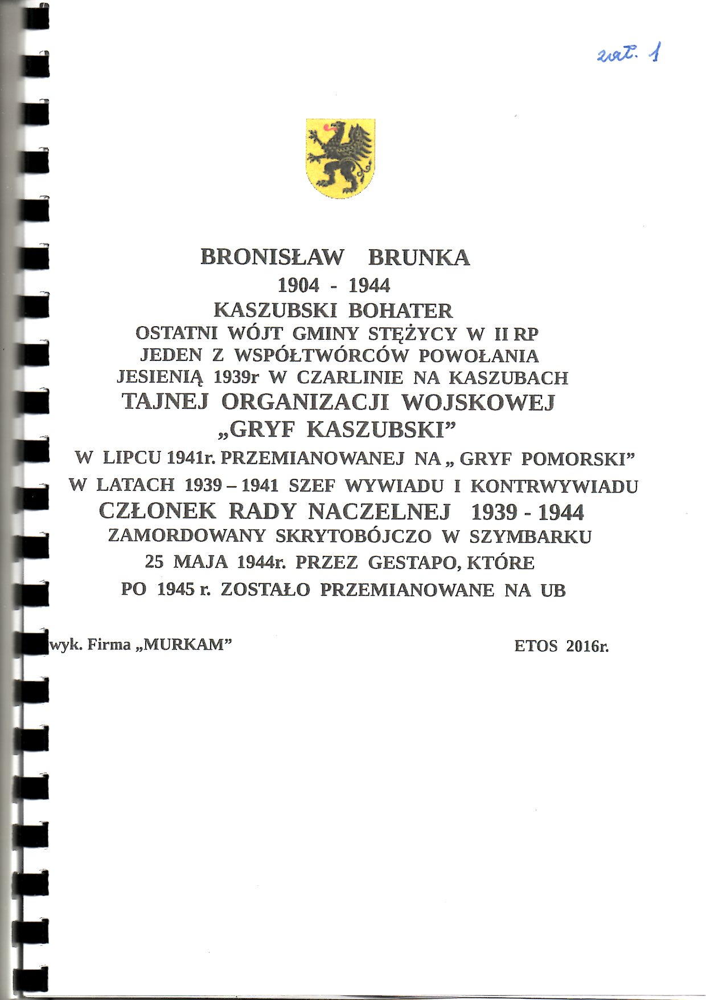 zał. 1
BRONISŁAW BRUNKA
1904 - 1944
KASZUBSKI BOHATER
OSTATNI WÓJT GMINY STĘŻYCY W II RP
JEDEN Z WSPÓŁTWÓRCÓW POWOŁANIA
JESIENIĄ 1939r W CZARLINIE NA KASZUBACH
TAJNEJ ORGANIZACJI WOJSKOWEJ
„GRYF KASZUBSKI”
W LIPCU 1941r. PRZEMIANOWANEJ NA „ GRYF POMORSKI”
W LATACH 1939 – 1941 SZEF WYWIADU I KONTRWYWIADU
CZŁONEK RADY NACZELNEJ 1939 - 1944
ZAMORDOWANY SKRYTOBÓJCZO W SZYMBARKU
25 MAJA 1944r. PRZEZ GESTAPO, KTÓRE
PO 1945 r. ZOSTAŁO PRZEMIANOWANE NA UB
wyk. Firma „MURKAM” ETOS 2016r.